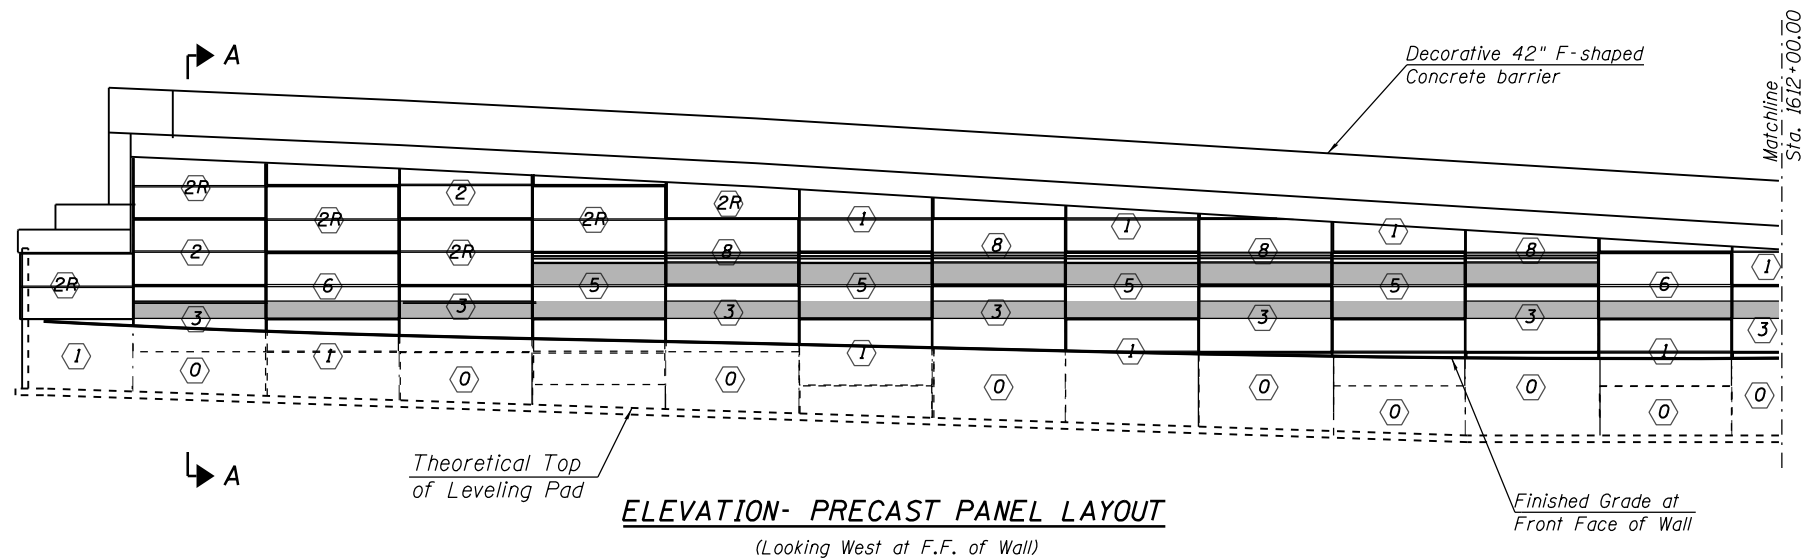 A
Decorative 42" F-shaped
Concrete barrier
Matchline
Sta. 1612+00.00
2R
2
2R
1
2R
2R
2R
1
1
8
1
8
8
8
2
2R
2R
6
5
5
5
5
6
1
3
3
3
3
3
3
3
1
1
1
1
1
0
0
0
0
0
0
0
0
0
A
Theoretical Top
of Leveling Pad
ELEVATION- PRECAST PANEL LAYOUT
(Looking West at F.F. of Wall)
Finished Grade at
Front Face of Wall